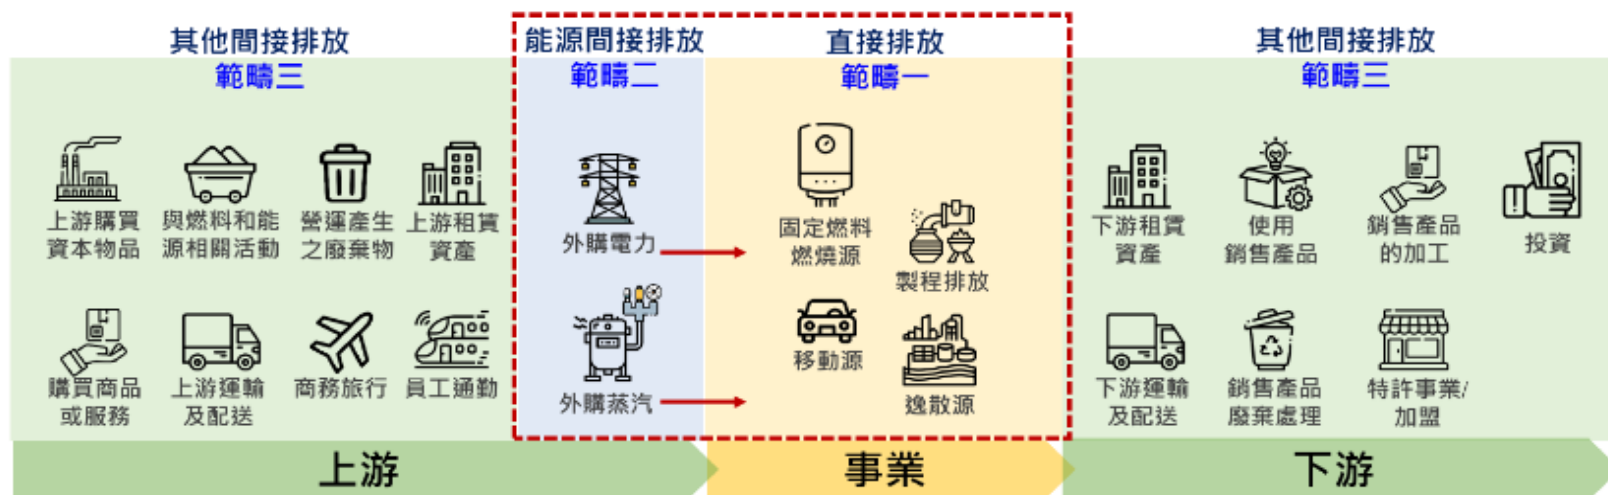 其他間接排放
範疇三
能源間接排放
範疇二
直接排放
範疇一
其他間接排放
範疇三
上游購買
資本物品
與燃料和能
源相關活動
營運產生
之廢棄物
上游租賃
資產
購買商品
或服務
上游運輸
及配送
商務旅行
員工通勤
外購電力
外購蒸汽
固定燃料
燃燒源
製程排放
移動源
逸散源
下游租賃
資產
使用
銷售產品
銷售產品
的加工
投資
下游運輸
及配送
銷售產品
廢棄處理
特許事業/
加盟
上游
事業
下游